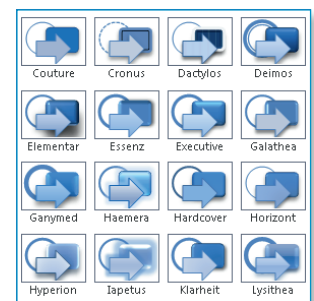 Couture Cronus Dactylos Deimos
Elementar Essenz Executive Galathea
Ganymed Haemera Hardcover Horizont
Hyperion Iapetus Klarheit Lysithea